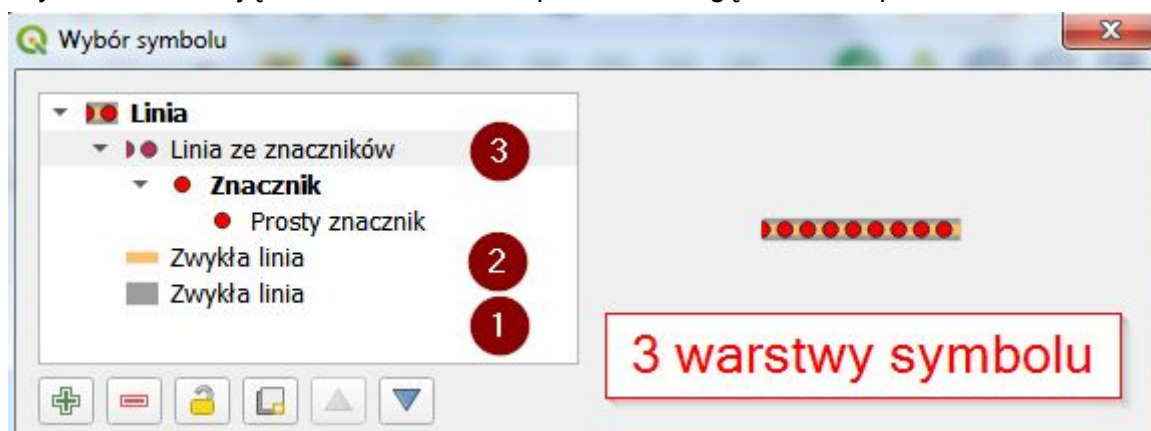 Wybór symbolu
Linia
Linia ze znaczników
3
Znacznik
Prosty znacznik
Zwykła linia
2
Zwykła linia
1
3 warstwy symbolu